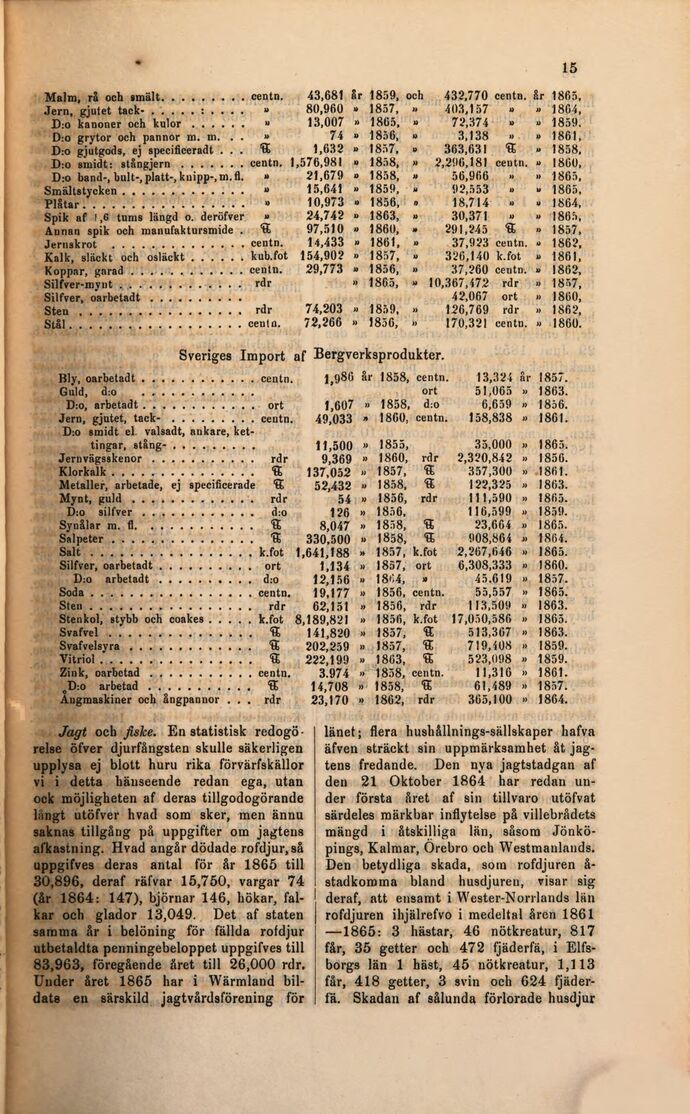 15
Malm, rå och smält. . . . . . . . . centn. 43,681 år 1859, och 432,770 centn. år 1865,
Jern, gjutet tack- . . . . . : . . . . » 80,960 » 1857, » 403,157 » » 1864,
D:o kanoner och kulor . . . . . . » 13,007 » 1865, » 72,374 » » 1859,
D:o grytor och pannor m. m. . . » 74 » 1856, » 3,138 » » 1861,
D:o gjutgods, ej specificeradt . . . ℔ 1,632 » 1857, » 363,631 ℔ » 1858,
D:o smidt: stångjern . . . . . . . centn. 1,576,981 » 1858, » 2,296,181 centn. » 1860,
D:o band-, bult-, platt-, knipp-, m. fl. » 21,679 » 1858, » 56,966 » » 1865,
Smältstycken . . . . . . . . . . . . . » 15,641 » 1859, » 92,553 » » 1865,
Plåtar . . . . . . . . . . . . . . . . . » 10,973 » 1856, » 18,714 » » 1864,
Spik af 1,6 tums längd o. deröfver » 24,742 » 1863, » 30,371 » » 1865,
Annan spik och manufaktursmide . ℔ 97,510 » 1860, » 291,245 ℔ » 1857,
Jernskrot . . . . . . . . . . . . . . centn. 14,433 » 1861, » 37,923 centn. » 1862,
Kalk, släckt och osläckt . . . . . . kub.fot 154,902 » 1857, » 326,140 k.fot » 1861,
Koppar, garad . . . . . . . . . . . . centn. 29,773 » 1856, » 37,260 centn. » 1862,
Silfver-mynt . . . . . . . . . . . . . . rdr » 1865, » 10,367,472 rdr » 1857,
Silfver, oarbetadt . . . . . . . . . . 42,067 ort » 1860,
Sten . . . . . . . . . . . . . . . . . . rdr 74,203 » 1859, » 126,769 rdr » 1862,
Stål . . . . . . . . . . . . . . . . . . centn. 72,266 » 1856, » 170,321 centn. » 1860.
Sveriges Import af Bergverksprodukter.
Bly, oarbetadt . . . . . . . . . . . centn. 1,986 år 1858, centn. 13,324 år 1857.
Guld, d:o . . . . . . . . . . . ort 51,065 » 1863.
D:o, arbetadt . . . . . . . . . . . ort 1,607 » 1858, d:o 6,659 » 1856.
Jern, gjutet, tack- . . . . . . . . . centn. 49,033 » 1860, centn. 158,838 » 1861.
D:o smidt el. valsadt, ankare, ket-
tingar, stång- . . . . . . . . . 11,500 » 1855, 35.000 » 1865.
Jernvägsskenor . . . . . . . . . . . rdr 9,369 » 1860, rdr 2,320,842 » 1856.
Klorkalk . . . . . . . . . . . . . . . ℔ 137,052 » 1857, ℔ 357,300 » 1861.
Metaller, arbetade, ej specificerade ℔ 52,432 » 1858, ℔ 122,325 » 1863.
Mynt, guld . . . . . . . . . . . . . . rdr 54 » 1856, rdr 111,590 » 1865.
D:o silfver . . . . . . . . . . . . . d:o 126 » 1856, 116,599 » 1859.
Synålar m. fl. . . . . . . . . . . . . ℔ 8,047 » 1858, ℔ 23,664 » 1865.
Salpeter . . . . . . . . . . . . . . . ℔ 330,500 » 1858, ℔ 908,864 » 1864.
Salt . . . . . . . . . . . . . . . . . k.fot 1,641,188 » 1857, k.fot 2,267,646 » 1865.
Silfver, oarbetadt . . . . . . . . . . ort 1,134 » 1857, ort 6,308,333 » 1860.
D:o arbetadt . . . . . . . . . d:o 12,156 » 1864, » 45.619 » 1857.
Soda . . . . . . . . . . . . . . . . . centn. 19,177 » 1856, centn. 55,557 » 1865.
Sten . . . . . . . . . . . . . . . . . rdr 62,151 » 1856, rdr 113,509 » 1863.
Stenkol, stybb och coakes . . . . . k.fot 8,189,821 » 1856, k.fot 17,050,586 » 1865.
Svafvel . . . . . . . . . . . . . . . . ℔ 141,820 » 1857, ℔ 513,367 » 1863.
Svafvelsyra . . . . . . . . . . . . . ℔ 202,259 » 1857, ℔ 719,408 » 1859.
Vitriol . . . . . . . . . . . . . . . . ℔ 222,199 » 1863, ℔ 523,098 » 1859.
Zink, oarbetad . . . . . . . . . . . centn. 3.974 » 1858, centn. 11,316 » 1861.
D:o arbetad . . . . . . . . . . ℔ 14,708 » 1858, ℔ 61,489 » 1857.
Ångmaskiner och ångpannor . . . rdr 23,170 » 1862, rdr 365,100 » 1864.
Jagt och fiske. En statistisk redogö-
relse öfver djurfångsten skulle säkerligen
upplysa ej blott huru rika förvärfskällor
vi i detta hänseende redan ega, utan
ock möjligheten af deras tillgodogörande
långt utöfver hvad som sker, men ännu
saknas tillgång på uppgifter om jagtens
afkastning. Hvad angår dödade rofdjur, så
uppgifves deras antal för år 1865 till
30,896, deraf räfvar 15,750, vargar 74
(år 1864: 147), björnar 146, hökar, fal-
kar och glador 13,049. Det af staten
samma år i belöning för fällda rofdjur
utbetaldta penningebeloppet uppgifves till
83,963, föregående året till 26,000 rdr.
Under året 1865 har i Wärmland bil-
dats en särskild jagtvårdsförening för
länet; flera hushållnings-sällskaper hafva
äfven sträckt sin uppmärksamhet åt jag-
tens fredande. Den nya jagtstadgan af
den 21 Oktober 1864 har redan un-
der första året af sin tillvaro utöfvat
särdeles märkbar inflytelse på villebrådets
mängd i åtskilliga län, såsom Jönkö-
pings, Kalmar, Örebro och Westmanlands.
Den betydliga skada, som rofdjuren å-
stadkomma bland husdjuren, visar sig
deraf, att ensamt i Wester-Norrlands län
rofdjuren ihjälrefvo i medeltal åren 1861
—1865: 3 hästar, 46 nötkreatur, 817
får, 35 getter och 472 fjäderfä, i Elfs-
borgs län 1 häst, 45 nötkreatur, 1,113
får, 418 getter, 3 svin och 624 fjäder-
fä. Skadan af sålunda förlorade husdjur